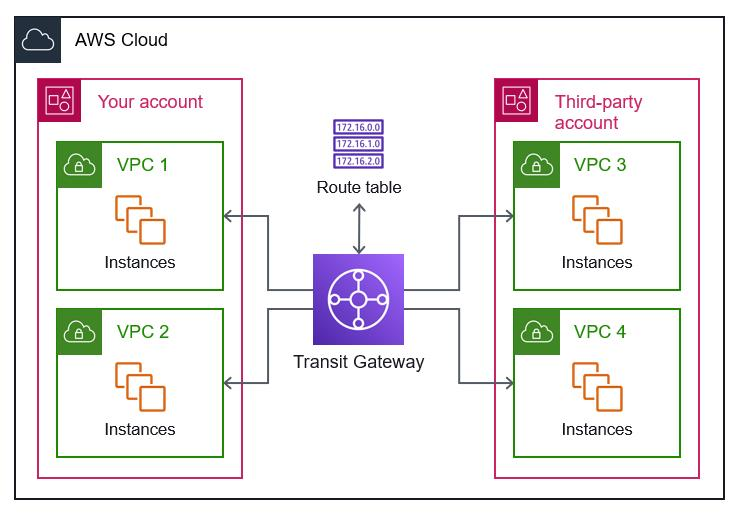 AWS Cloud
Your account
VPC 1
Instances
VPC 2
Instances
172.16.0.0
172.16.1.0
172.16.2.0
Route table
Transit Gateway
Third-party
account
VPC 3
Instances
VPC 4
Instances